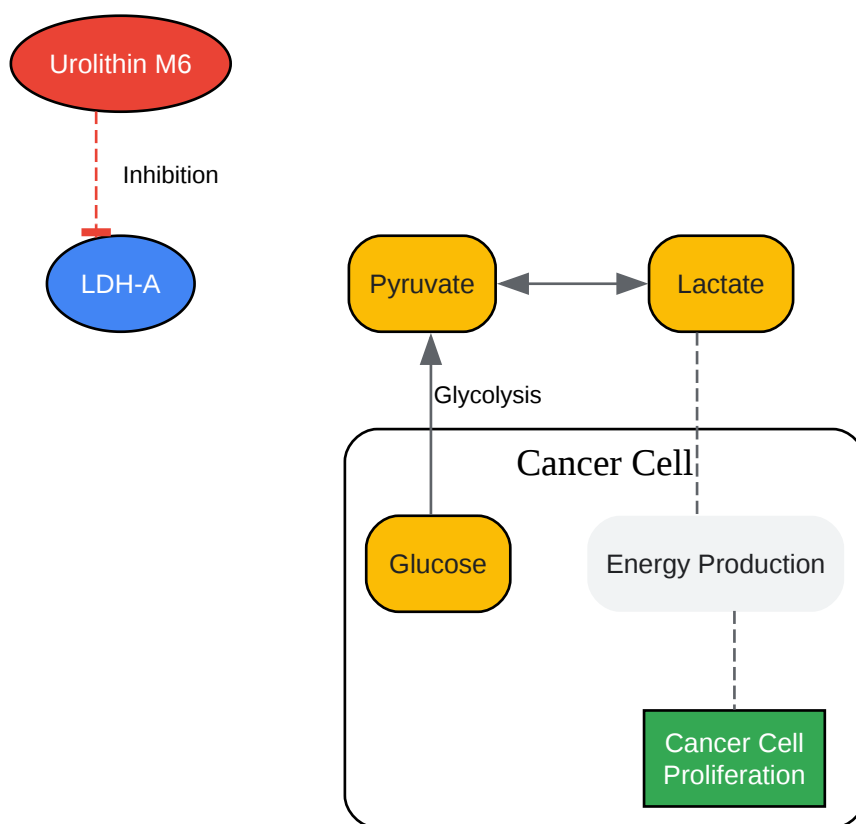 Urolithin M6
Inhibition
LDH-A
Pyruvate
Lactate
Glycolysis
Cancer Cell
Glucose
Energy Production
Cancer Cell
Proliferation